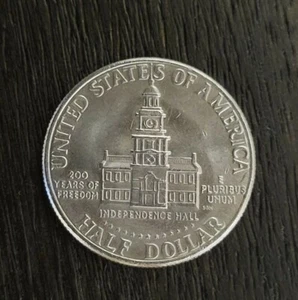 UNITED STATES OF AMERICA
200
YEARS OF
FREEDOM
E
PLURIBUS
UNUM
INDEPENDENCE HALL
HALF DOLLAR